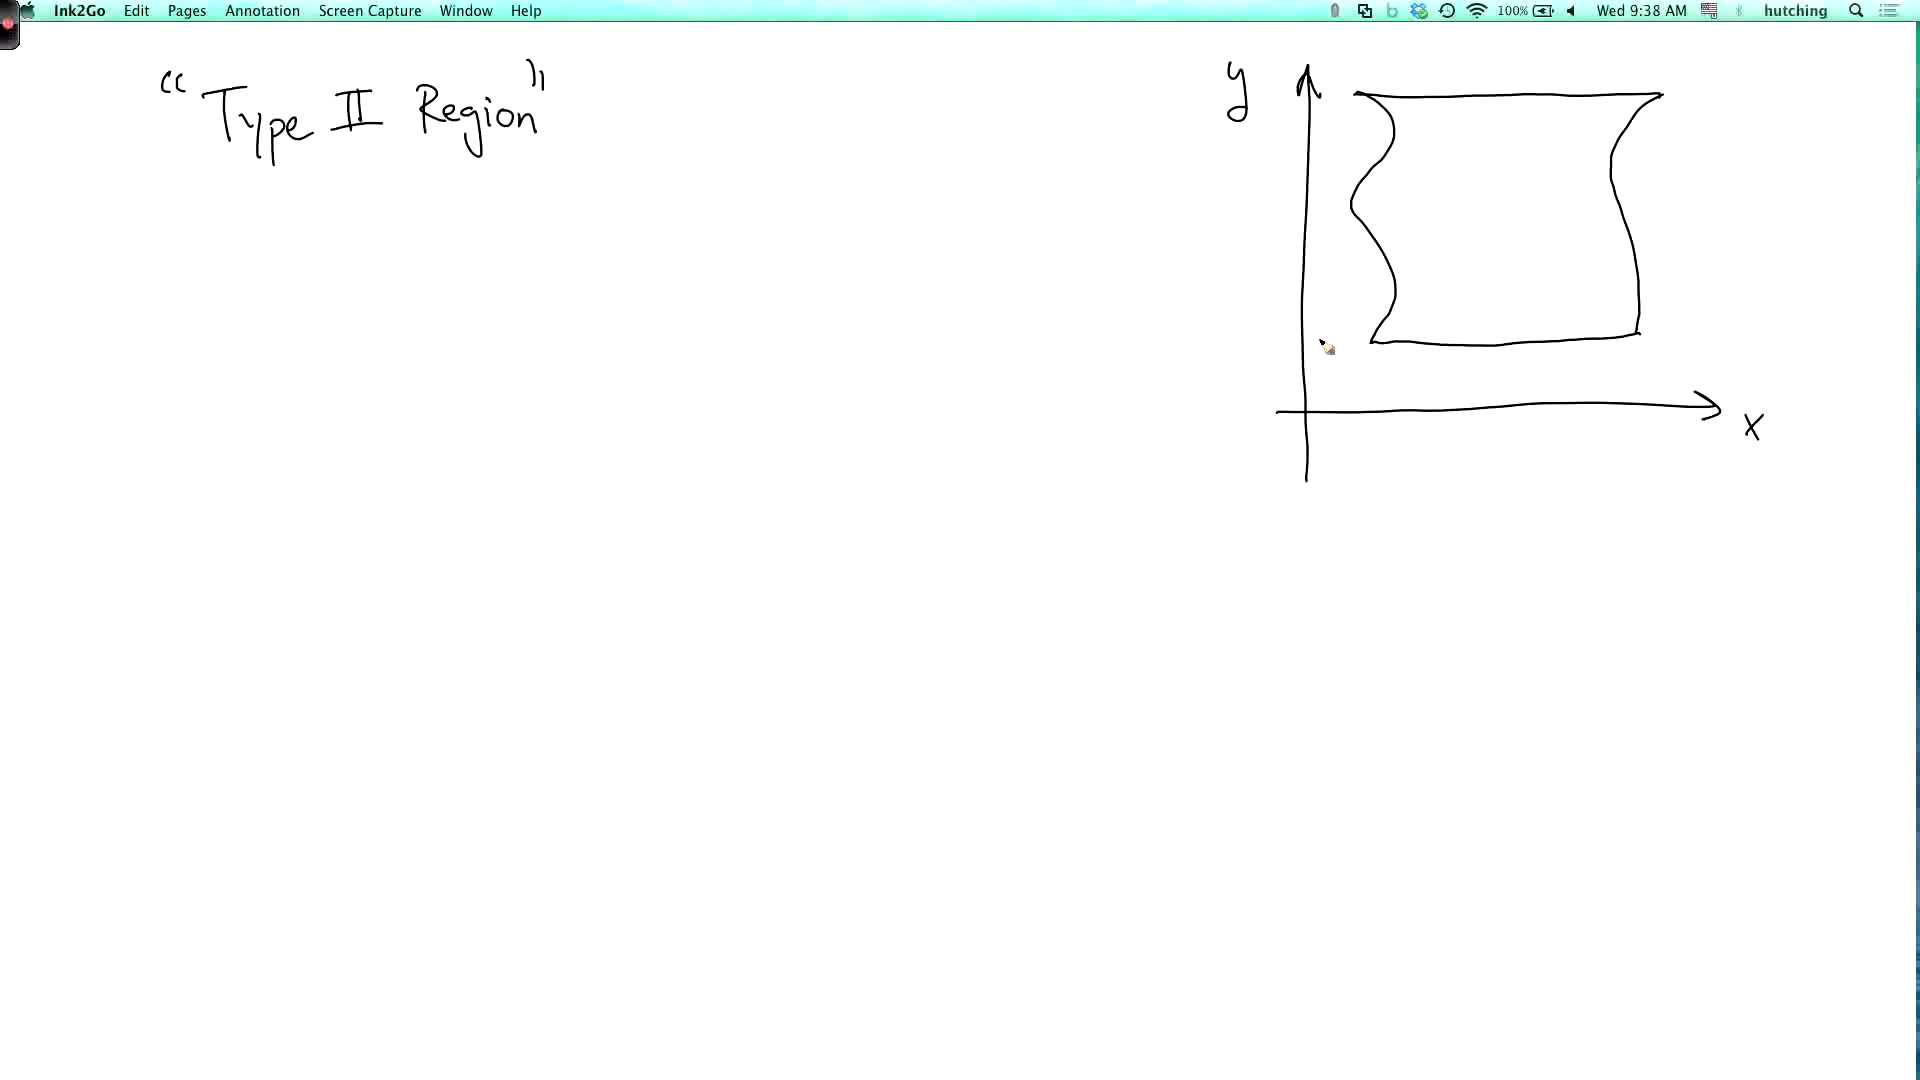 Ink2Go Edit Pages Annotation Screen Capture Window Help 100% Wed 9:38 AM hutching
"Type II Region"
y
x